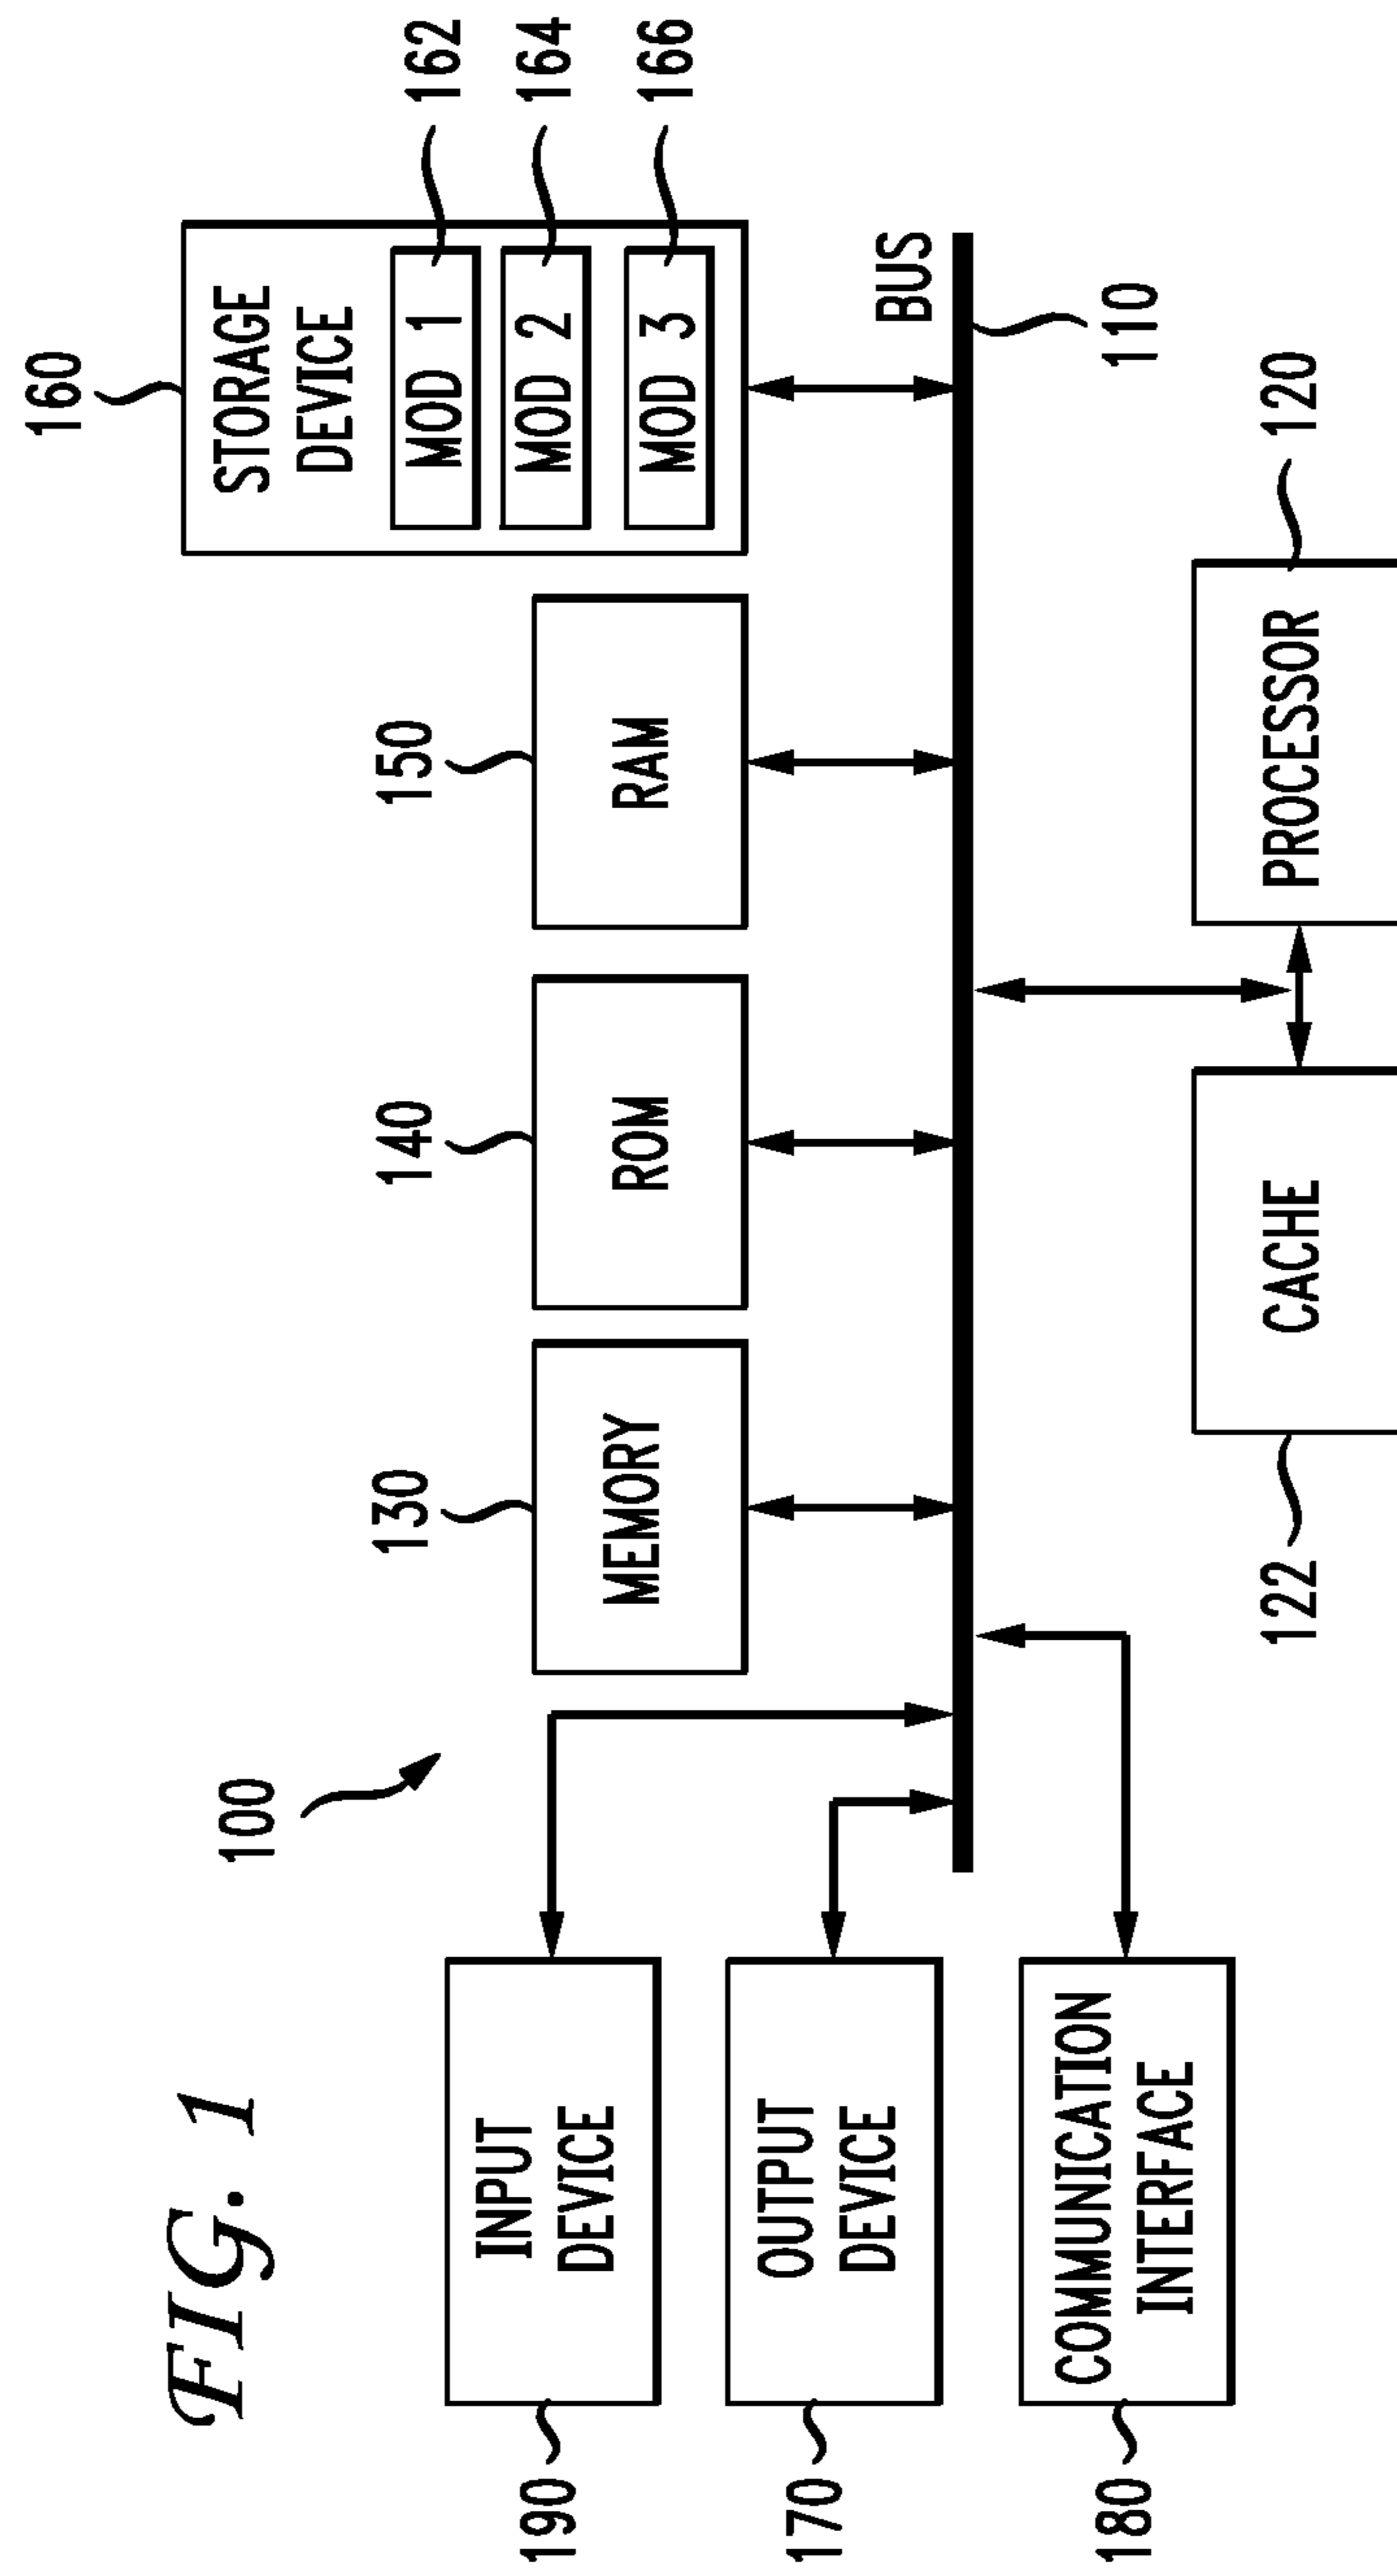 FIG. 1
100
160
STORAGE
DEVICE
MOD 1
162
MOD 2
164
MOD 3
166
130
MEMORY
140
ROM
150
RAM
190
INPUT
DEVICE
170
OUTPUT
DEVICE
180
COMMUNICATION
INTERFACE
BUS
110
122
CACHE
PROCESSOR
120